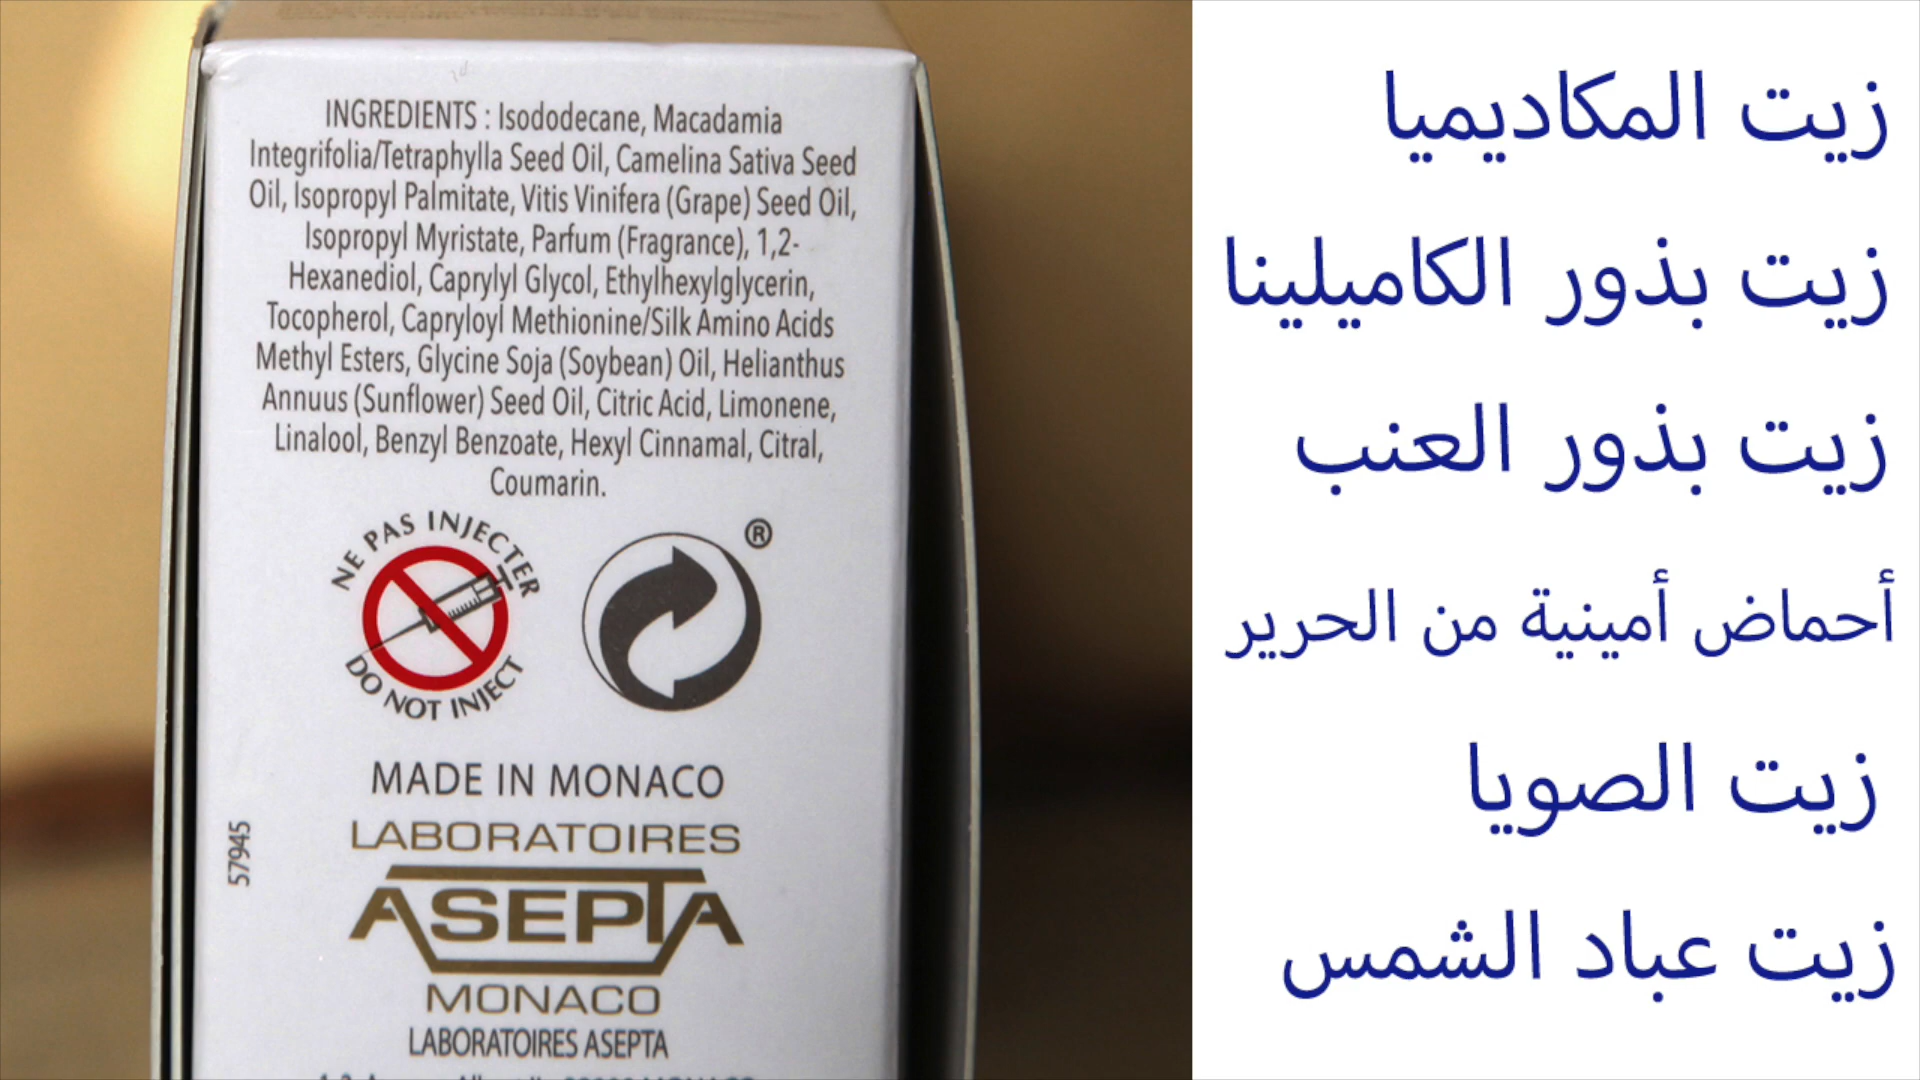 INGREDIENTS : Isododecane, Macadamia
Integrifolia/Tetraphylla Seed Oil, Camelina Sativa Seed
Oil, Isopropyl Palmitate, Vitis Vinifera (Grape) Seed Oil,
Isopropyl Myristate, Parfum (Fragrance), 1,2-
Hexanediol, Caprylyl Glycol, Ethylhexylglycerin,
Tocopherol, Capryloyl Methionine/Silk Amino Acids
Methyl Esters, Glycine Soja (Soybean) Oil, Helianthus
Annuus (Sunflower) Seed Oil, Citric Acid, Limonene,
Linalool, Benzyl Benzoate, Hexyl Cinnamal, Citral,
Coumarin.
NE PAS INJECTER
DO NOT INJECT
®
MADE IN MONACO
LABORATOIRES
ASEPTA
MONACO
LABORATOIRES ASEPTA
57945
زيت المكاديميا
زيت بذور الكاميلينا
زيت بذور العنب
أحماض أمينية من الحرير
زيت الصويا
زيت عباد الشمس